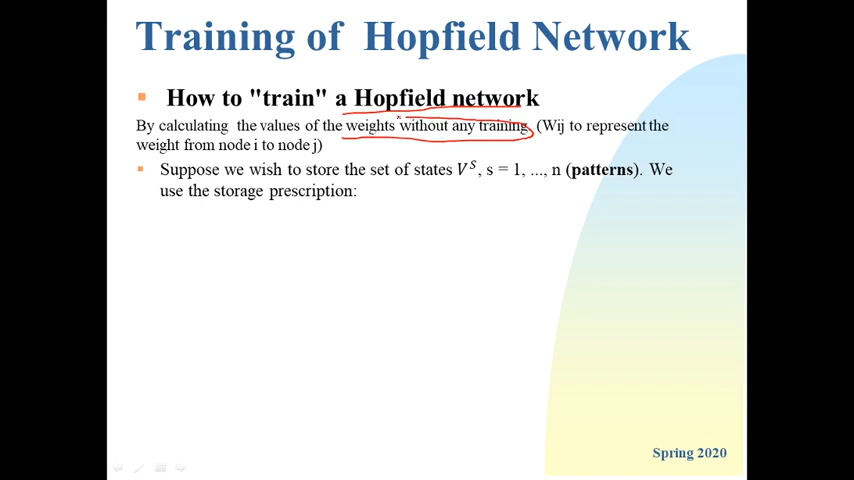 Training of Hopfield Network
How to "train" a Hopfield network
By calculating the values of the weights without any training. (Wij to represent the
weight from node i to node j)
Suppose we wish to store the set of states V^S, s = 1, ..., n (patterns). We
use the storage prescription:
Spring 2020